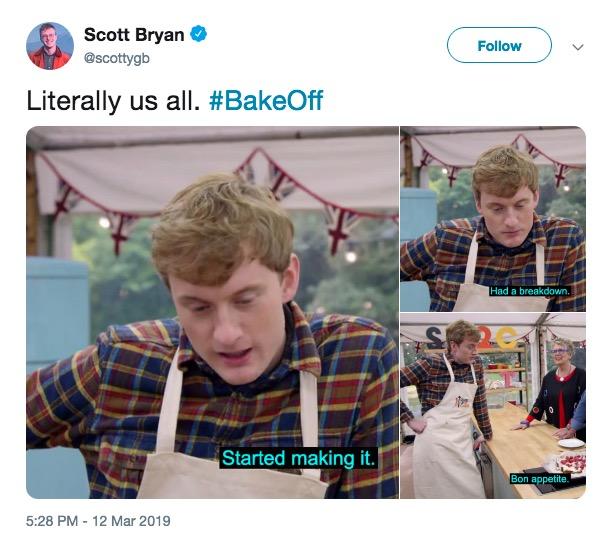 Scott Bryan
@scottygb
Follow
Literally us all. #BakeOff
Started making it.
Had a breakdown.
Bon appetite.
5:28 PM - 12 Mar 2019